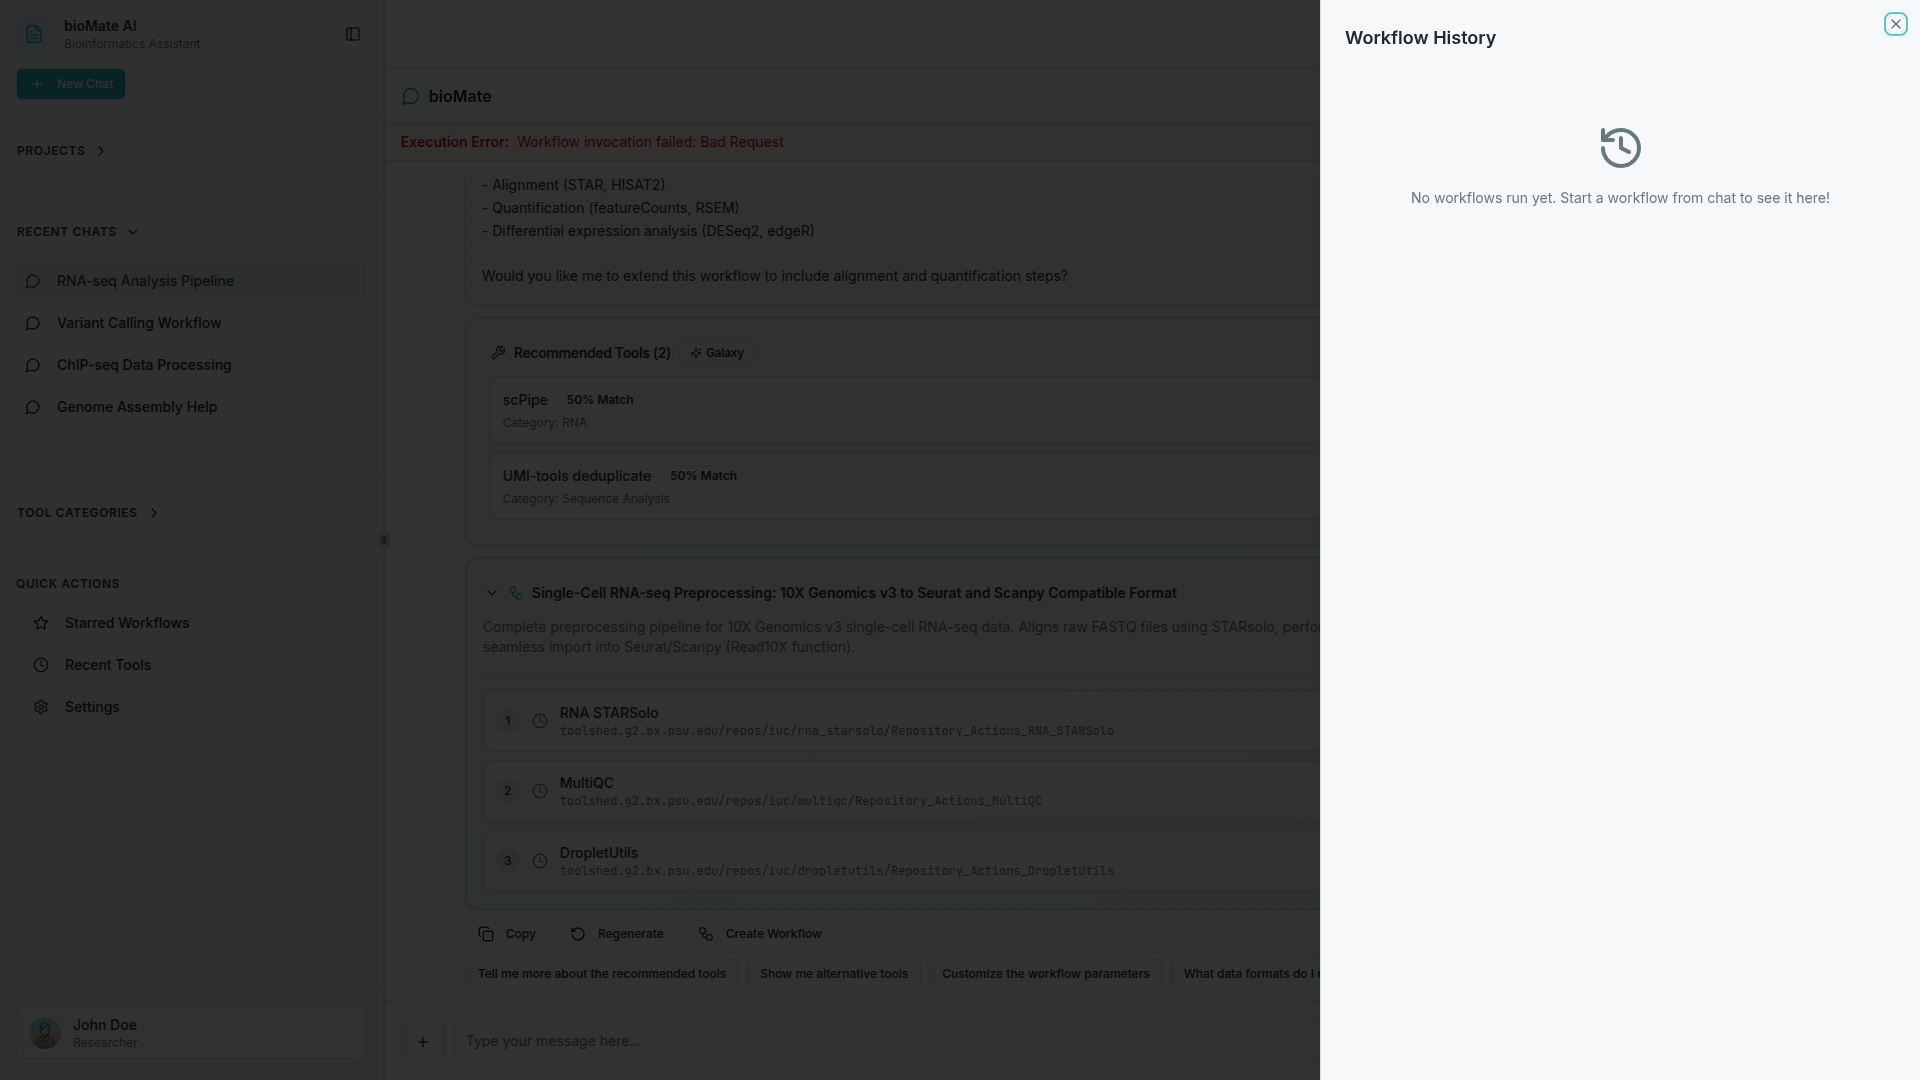 bioMate AI
Bioinformatics Assistant
New Chat
PROJECTS
RECENT CHATS
RNA-seq Analysis Pipeline
Variant Calling Workflow
ChIP-seq Data Processing
Genome Assembly Help
TOOL CATEGORIES
QUICK ACTIONS
Starred Workflows
Recent Tools
Settings
John Doe
Researcher
bioMate
Execution Error: Workflow invocation failed: Bad Request
- Alignment (STAR, HISAT2)
- Quantification (featureCounts, RSEM)
- Differential expression analysis (DESeq2, edgeR)
Would you like me to extend this workflow to include alignment and quantification steps?
Recommended Tools (2) Galaxy
scPipe 50% Match
Category: RNA
UMI-tools deduplicate 50% Match
Category: Sequence Analysis
Single-Cell RNA-seq Preprocessing: 10X Genomics v3 to Seurat and Scanpy Compatible Format
Complete preprocessing pipeline for 10X Genomics v3 single-cell RNA-seq data. Aligns raw FASTQ files using STARsolo, perfo
seamless import into Seurat/Scanpy (Read10X function).
1 RNA STARSolo
toolshed.g2.bx.psu.edu/repos/iuc/rna_starsolo/Repository_Actions_RNA_STARSolo
2 MultiQC
toolshed.g2.bx.psu.edu/repos/iuc/multiqc/Repository_Actions_MultiQC
3 DropletUtils
toolshed.g2.bx.psu.edu/repos/iuc/dropletutils/Repository_Actions_DropletUtils
Copy Regenerate Create Workflow
Tell me more about the recommended tools Show me alternative tools Customize the workflow parameters What data formats do I
Type your message here...
Workflow History
No workflows run yet. Start a workflow from chat to see it here!